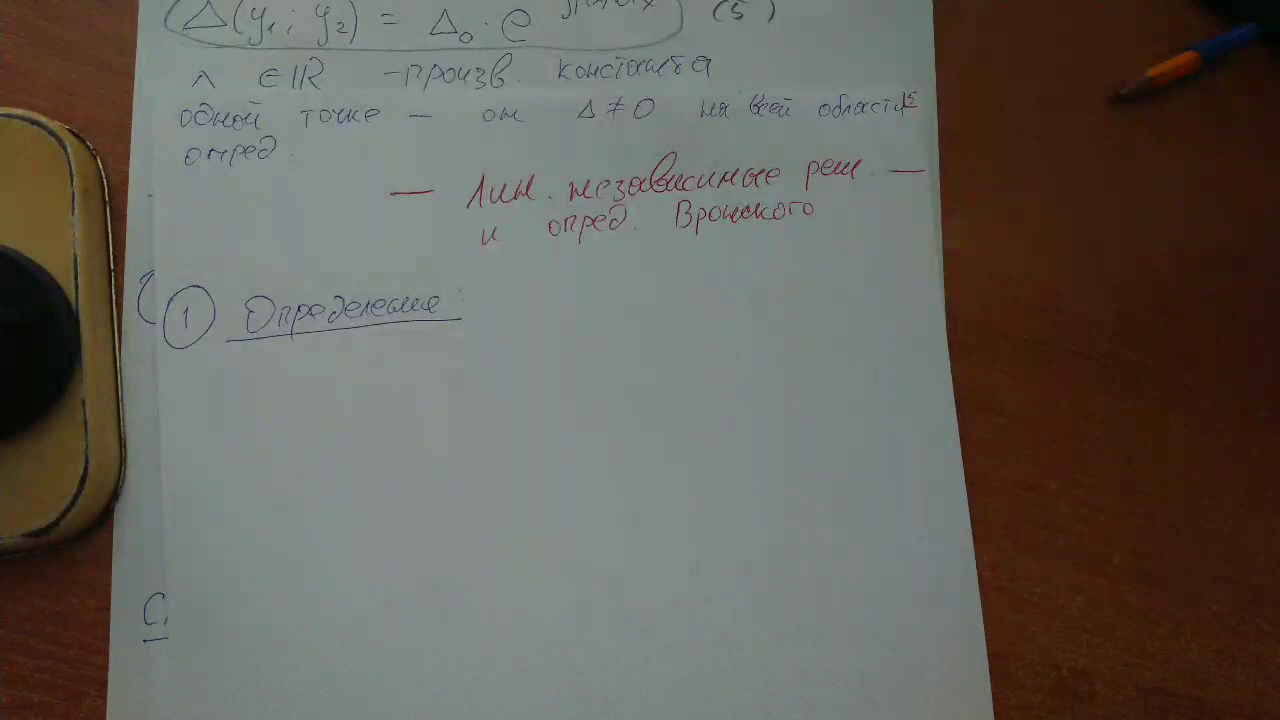 Δ(y₁; y₂) = Δ₀ · e (5)
∈ ℝ - произв. константа
одной точке — он Δ ≠ 0 на всей области
опред.
— Лин. независимые реш. —
и опред. Вронского
1 Определение:
C